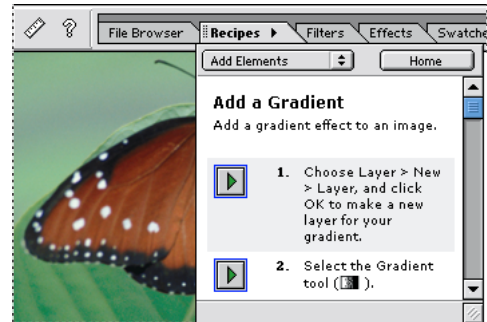 File Browser Recipes Filters Effects Swatche
Add Elements Home
Add a Gradient
Add a gradient effect to an image.
1. Choose Layer > New
> Layer, and click
OK to make a new
layer for your
gradient.
2. Select the Gradient
tool ( ).